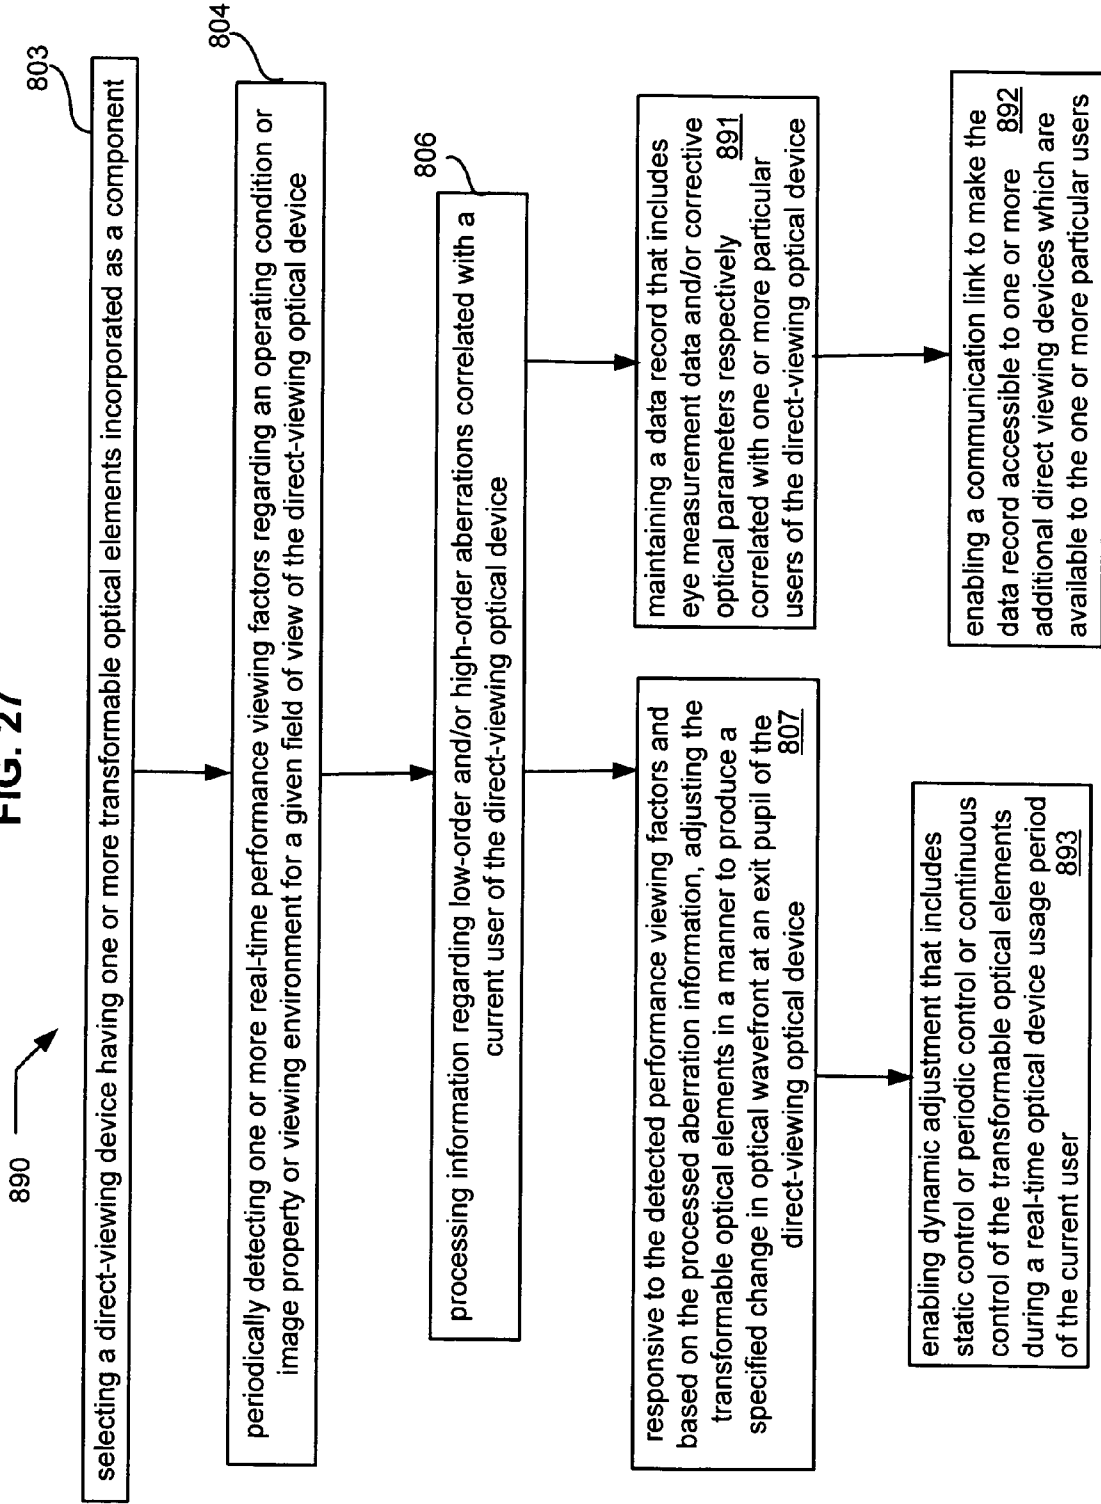 FIG. 27
890
803
selecting a direct-viewing device having one or more transformable optical elements incorporated as a component
804
periodically detecting one or more real-time performance viewing factors regarding an operating condition or
image property or viewing environment for a given field of view of the direct-viewing optical device
806
processing information regarding low-order and/or high-order aberrations correlated with a
current user of the direct-viewing optical device
responsive to the detected performance viewing factors and
based on the processed aberration information, adjusting the
transformable optical elements in a manner to produce a
specified change in optical wavefront at an exit pupil of the
direct-viewing optical device 807
maintaining a data record that includes
eye measurement data and/or corrective
optical parameters respectively 891
correlated with one or more particular
users of the direct-viewing optical device
enabling dynamic adjustment that includes
static control or periodic control or continuous
control of the transformable optical elements
during a real-time optical device usage period
of the current user 893
enabling a communication link to make the
data record accessible to one or more 892
additional direct viewing devices which are
available to the one or more particular users